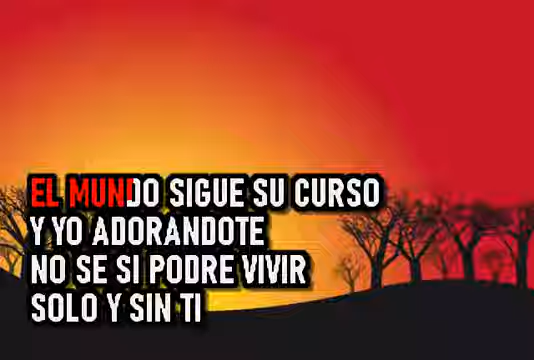 EL MUNDO SIGUE SU CURSO
Y YO ADORANDOTE
NO SE SI PODRE VIVIR
SOLO Y SIN TI